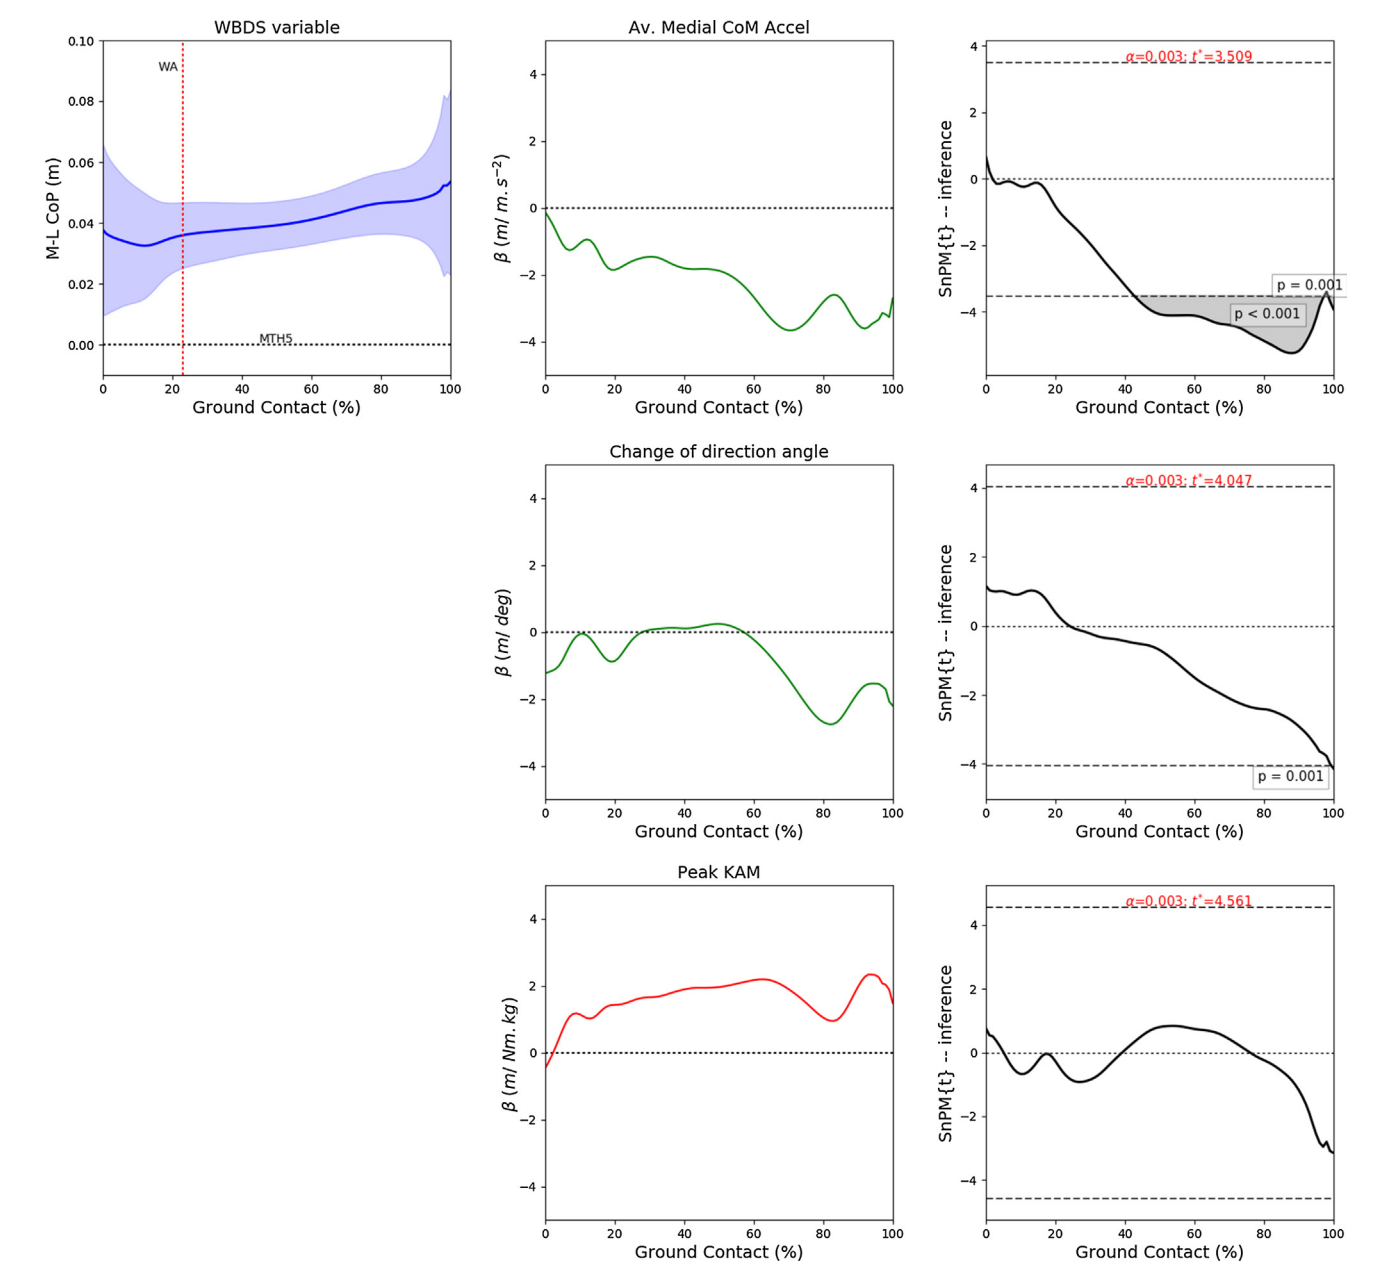 WBDS variable
M-L CoP (m)
0.10
0.08
0.06
0.04
0.02
0.00
WA
MTH5
0 20 40 60 80 100
Ground Contact (%)
Av. Medial CoM Accel
β (m/ m.s⁻²)
4
2
0
−2
−4
0 20 40 60 80 100
Ground Contact (%)
SnPM{t} -- inference
4
2
0
−2
−4
α=0.003; t*=3.509
p = 0.001
p < 0.001
0 20 40 60 80 100
Ground Contact (%)
Change of direction angle
β (m/ deg)
4
2
0
−2
−4
0 20 40 60 80 100
Ground Contact (%)
SnPM{t} -- inference
4
2
0
−2
−4
α=0.003; t*=4.047
p = 0.001
0 20 40 60 80 100
Ground Contact (%)
Peak KAM
β (m/ Nm.kg)
4
2
0
−2
−4
0 20 40 60 80 100
Ground Contact (%)
SnPM{t} -- inference
4
2
0
−2
−4
α=0.003; t*=4.561
0 20 40 60 80 100
Ground Contact (%)